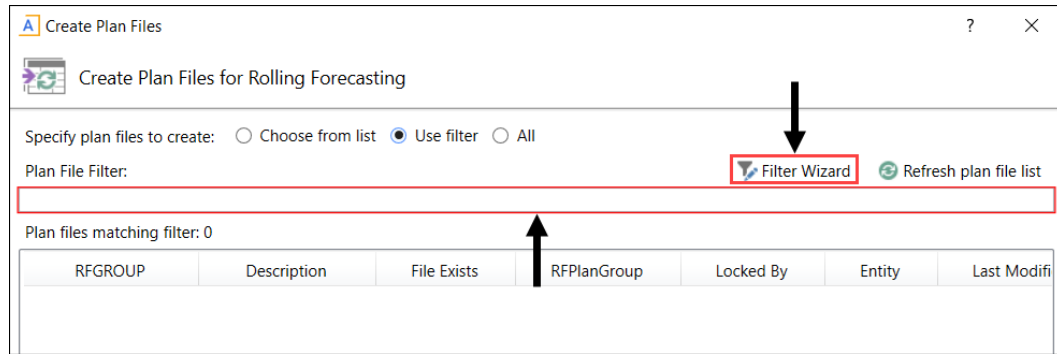 A Create Plan Files ? ×
Create Plan Files for Rolling Forecasting
Specify plan files to create: Choose from list Use filter All
Plan File Filter: Filter Wizard Refresh plan file list
Plan files matching filter: 0
RFGROUP Description File Exists RFPlanGroup Locked By Entity Last Modifi